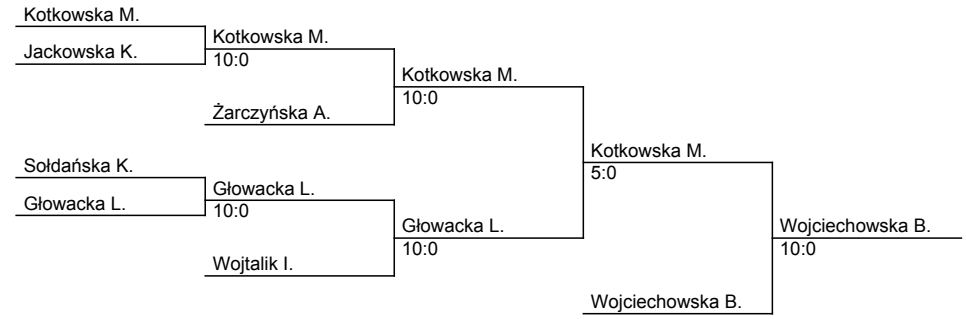 Kotkowska M.
Jackowska K.
Kotkowska M.
10:0
Żarczyńska A.
Kotkowska M.
10:0
Sołdańska K.
Głowacka L.
Głowacka L.
10:0
Wojtalik I.
Głowacka L.
10:0
Kotkowska M.
5:0
Wojciechowska B.
Wojciechowska B.
10:0